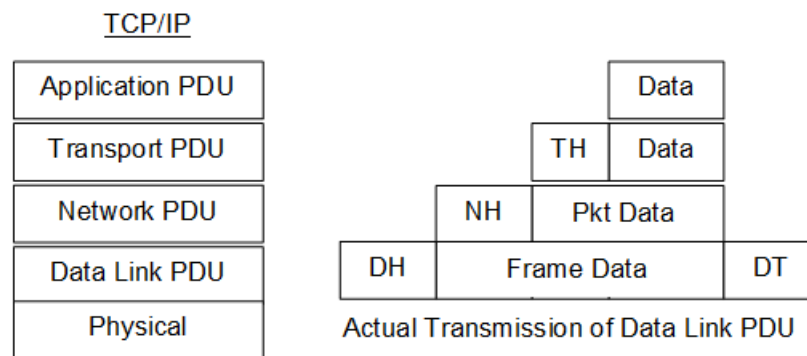 TCP/IP
Application PDU Data
Transport PDU TH Data
Network PDU NH Pkt Data
Data Link PDU DH Frame Data DT
Physical Actual Transmission of Data Link PDU